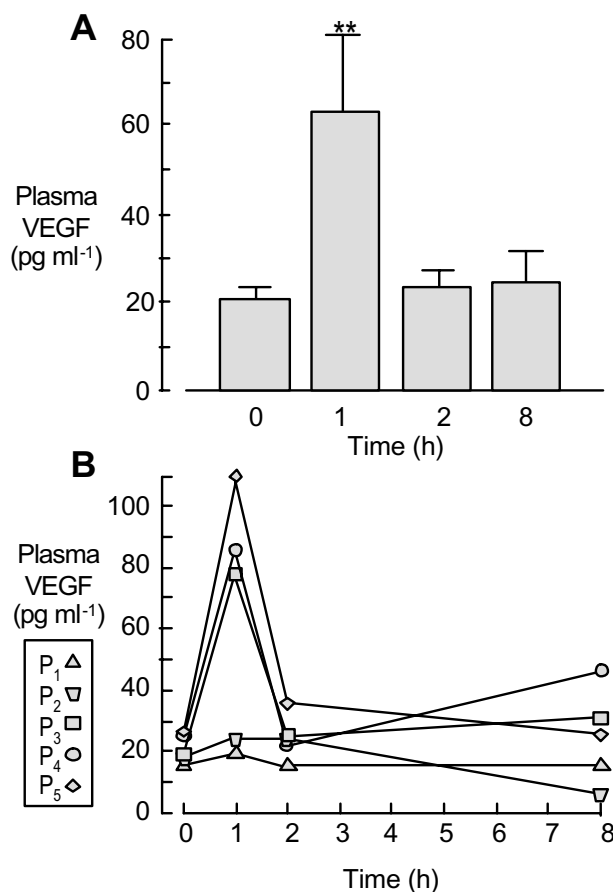 A
**
80
60
40
20
0
Plasma
VEGF
(pg ml⁻¹)
0 1 2 8
Time (h)
B
100
80
60
40
20
0
Plasma
VEGF
(pg ml⁻¹)
P₁
P₂
P₃
P₄
P₅
0 1 2 3 4 5 6 7 8
Time (h)